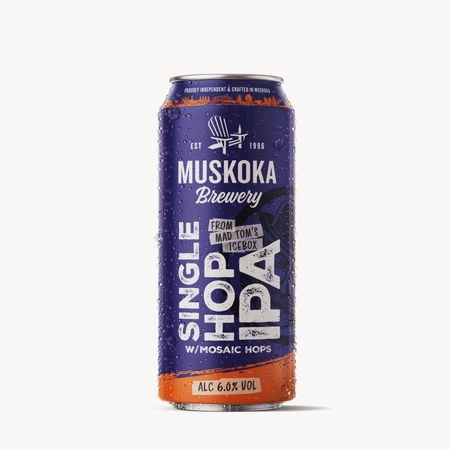 PROUDLY INDEPENDENT & CRAFTED IN MUSKOKA
EST 1996
MUSKOKA
Brewery
FROM
MAD TOM'S
ICEBOX
SINGLE
HOP
IPA
W/MOSAIC HOPS
ALC 6.0% VOL